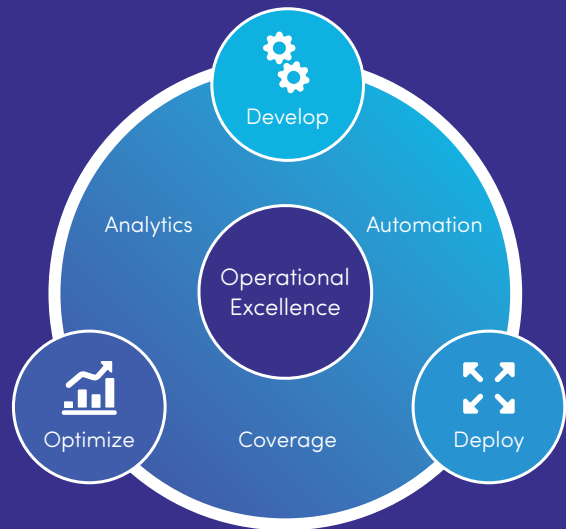 Develop
Analytics
Automation
Operational
Excellence
Optimize
Coverage
Deploy